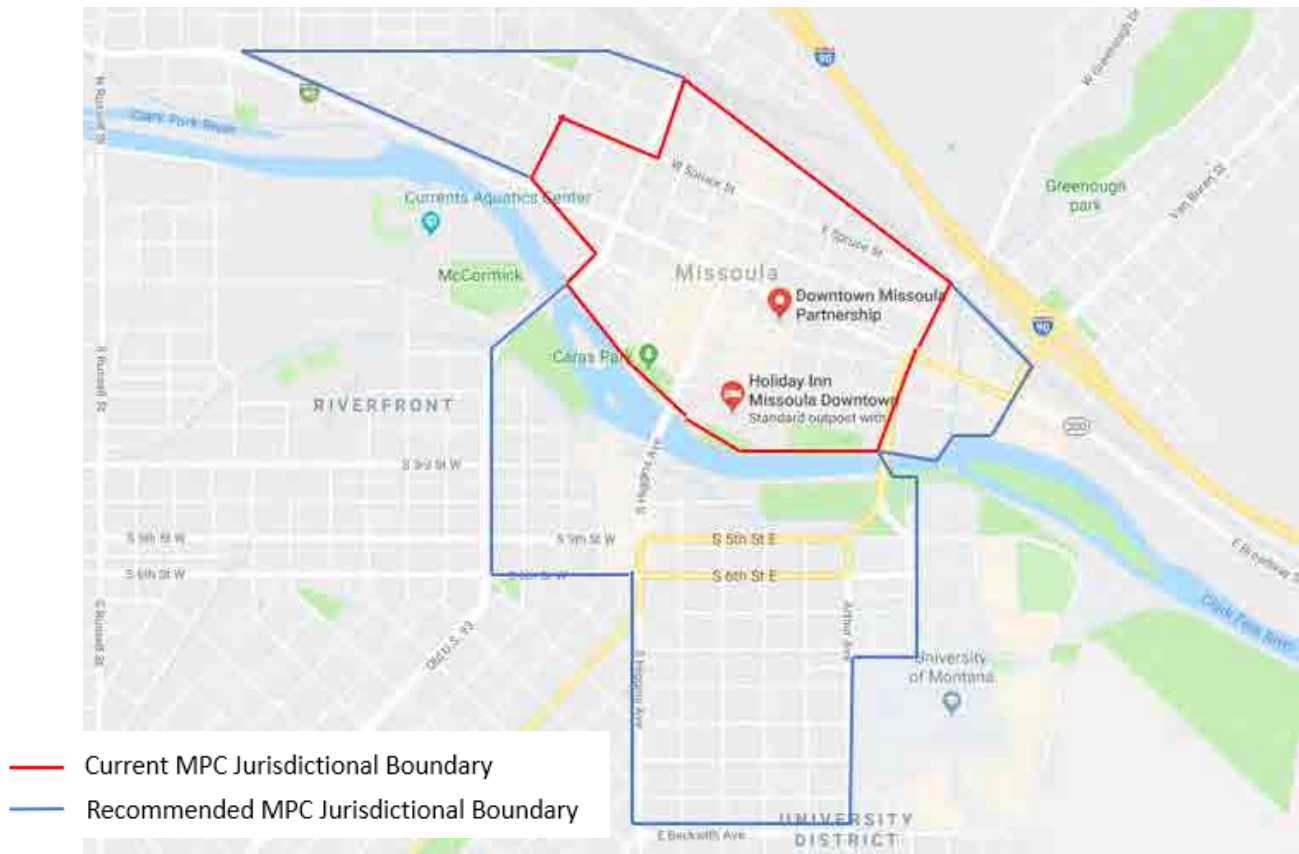 90
W Greenough Dr
N Russell St
Clark Fork River
Currents Aquatics Center
W Spruce St
Greenough
park
Van Buren St
E Spruce St
McCormick
Missoula
Downtown Missoula
Partnership
90
Caras Park
S Russell St
RIVERFRONT
Holiday Inn
Missoula Downtown
Standard outpost with
200
S 3rd St W
S Higgins Ave
S 5th St W
S 5th St W
S 5th St E
S 6th St W
S 6th St W
S 6th St E
E Broadway S
Clark Fork River
S Russell St
Arthur Ave
Old U.S. 93
S Higgins Ave
University
of Montana
Current MPC Jurisdictional Boundary
Recommended MPC Jurisdictional Boundary
E Beckwith Ave
UNIVERSITY
DISTRICT